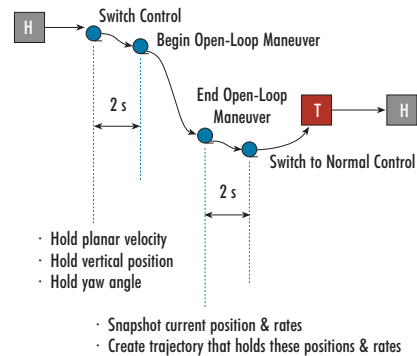 H
Switch Control
Begin Open-Loop Maneuver
2 s
End Open-Loop
Maneuver
T
H
Switch to Normal Control
2 s
· Hold planar velocity
· Hold vertical position
· Hold yaw angle
· Snapshot current position & rates
· Create trajectory that holds these positions & rates